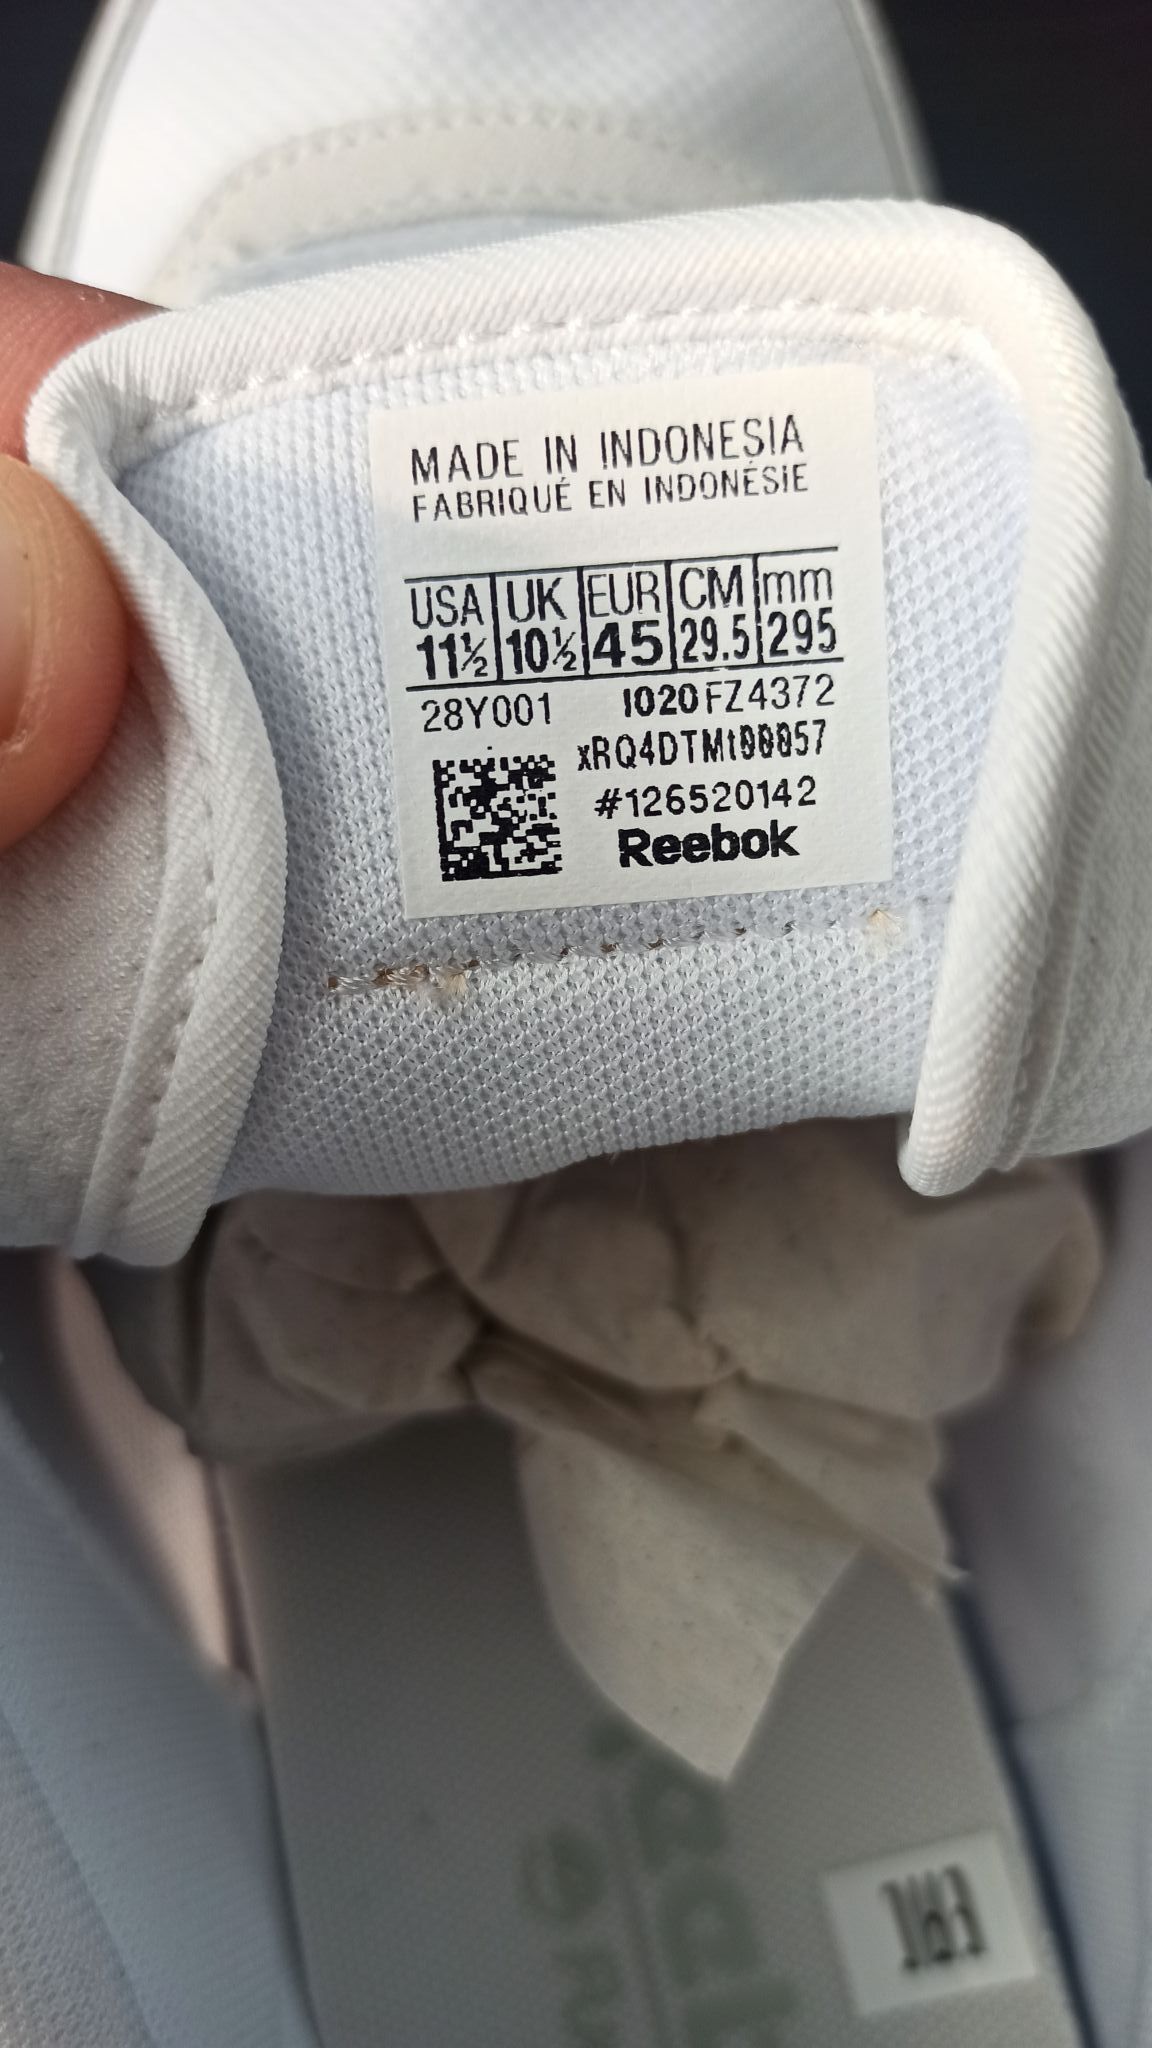 MADE IN INDONESIA
FABRIQUÉ EN INDONÉSIE
USA UK EUR CM mm
11½ 10½ 45 29.5 295
28Y001 I020 FZ4372
#126520142
Reebok